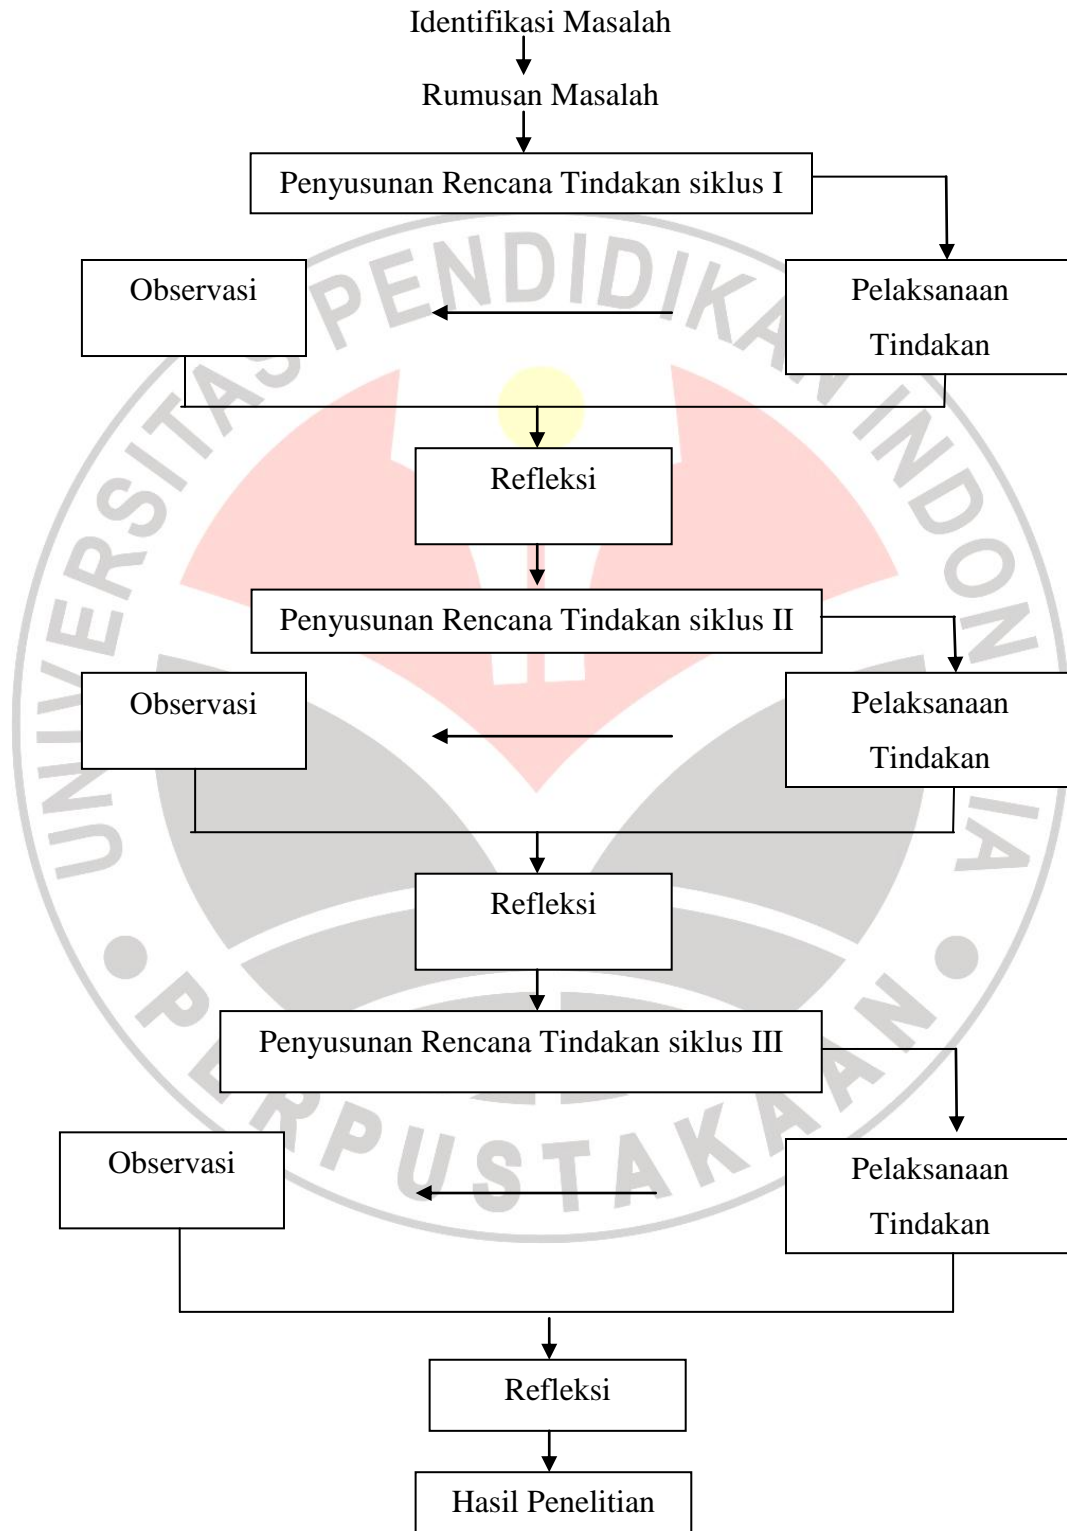 Identifikasi Masalah
Rumusan Masalah
Penyusunan Rencana Tindakan siklus I
Observasi
Pelaksanaan
Tindakan
Refleksi
Penyusunan Rencana Tindakan siklus II
Observasi
Pelaksanaan
Tindakan
Refleksi
Penyusunan Rencana Tindakan siklus III
Observasi
Pelaksanaan
Tindakan
Refleksi
Hasil Penelitian
UNIVERSITAS PENDIDIKAN INDONESIA
PERPUSTAKAAN